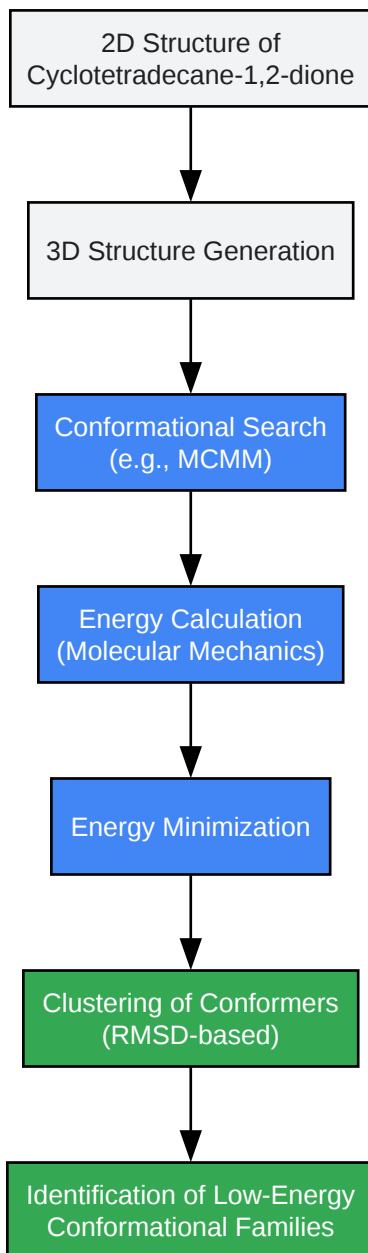 2D Structure of
Cyclotetradecane-1,2-dione
3D Structure Generation
Conformational Search
(e.g., MCMM)
Energy Calculation
(Molecular Mechanics)
Energy Minimization
Clustering of Conformers
(RMSD-based)
Identification of Low-Energy
Conformational Families